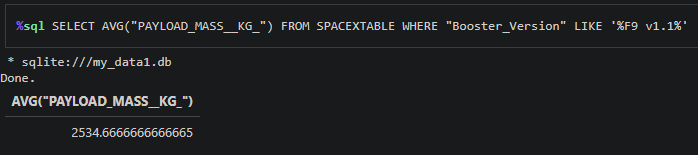 %sql SELECT AVG("PAYLOAD_MASS__KG_") FROM SPACEXTABLE WHERE "Booster_Version" LIKE '%F9 v1.1%'
* sqlite:///my_data1.db
Done.
AVG("PAYLOAD_MASS__KG_")
2534.6666666666665